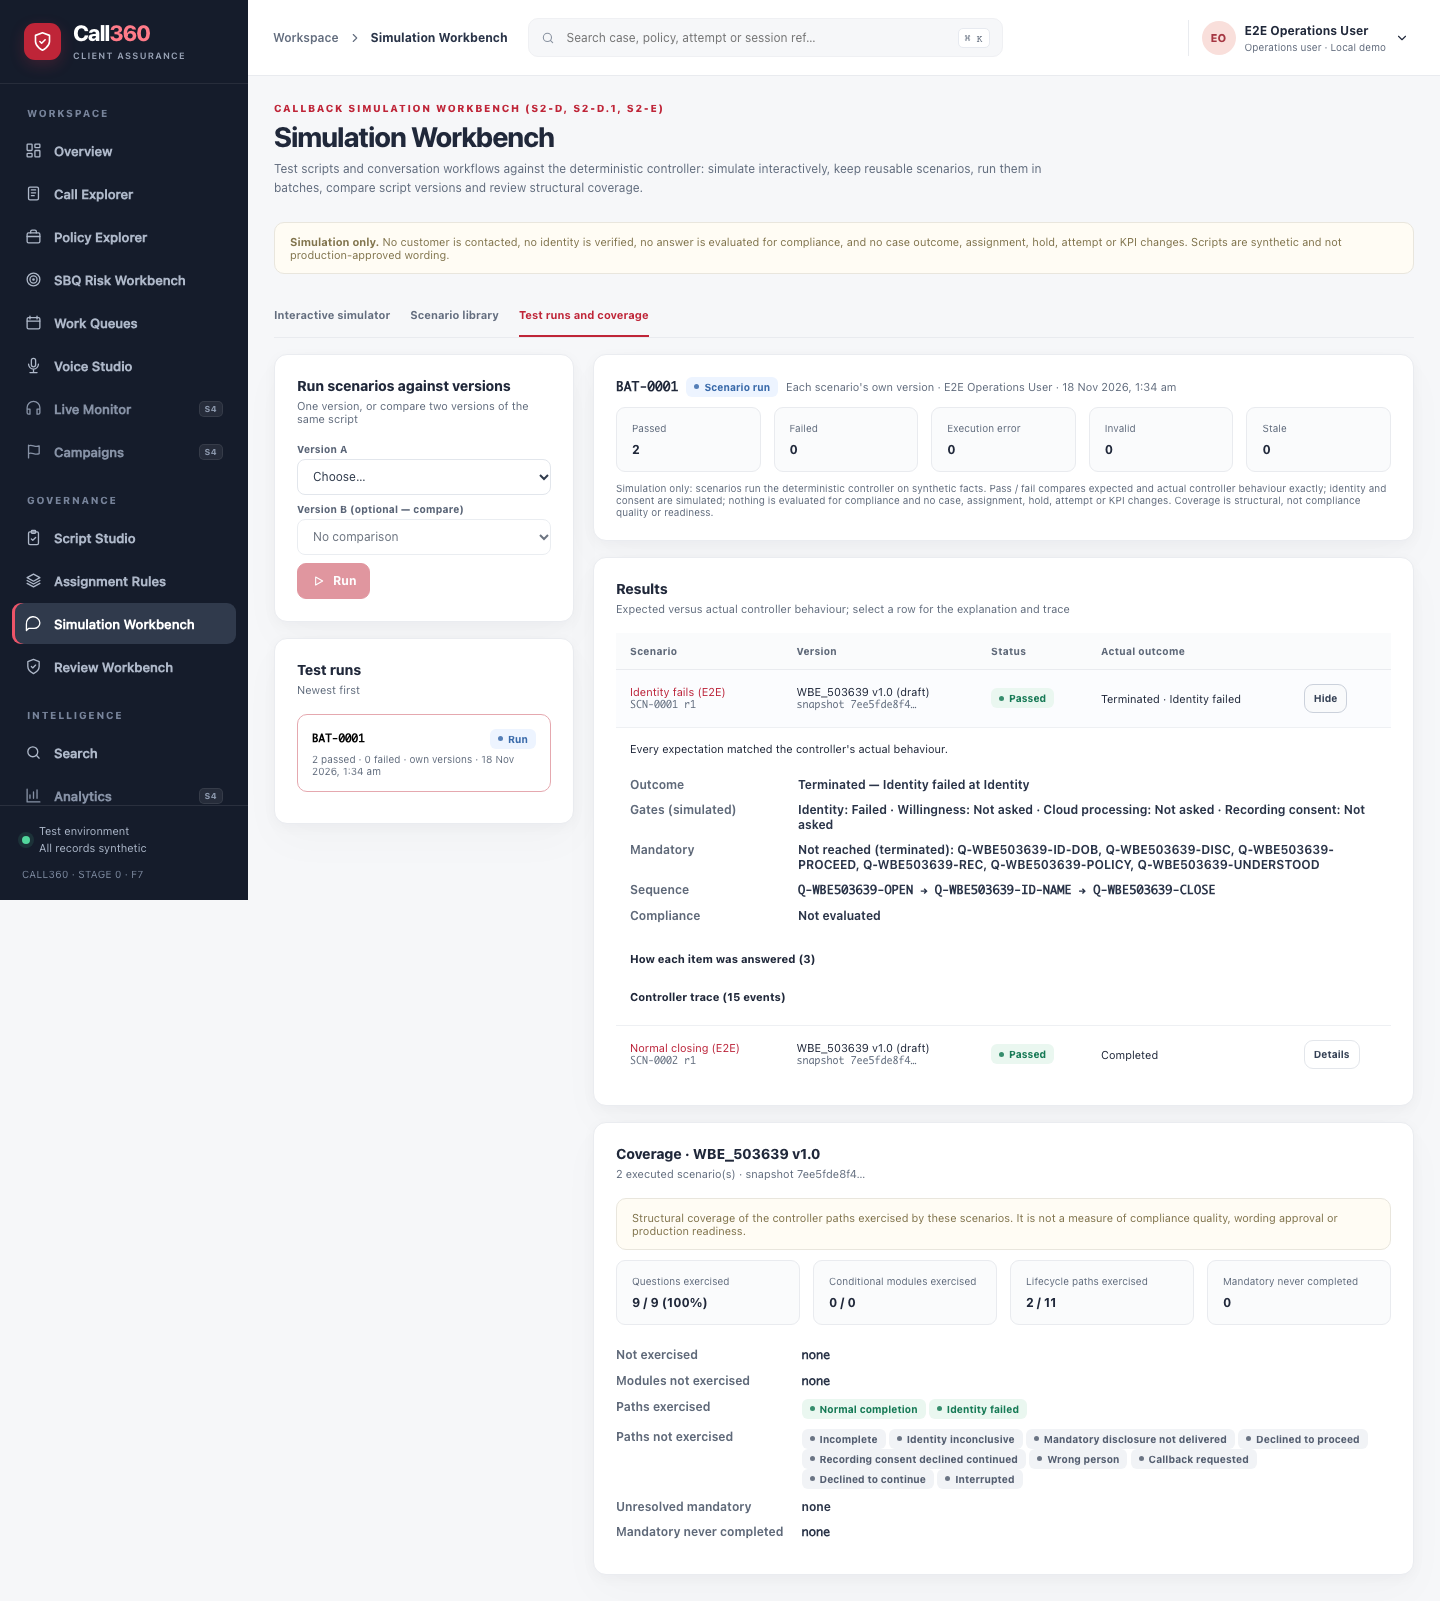 Call360
CLIENT ASSURANCE
WORKSPACE
Overview
Call Explorer
Policy Explorer
SBQ Risk Workbench
Work Queues
Voice Studio
Live Monitor S4
Campaigns S4
GOVERNANCE
Script Studio
Assignment Rules
Simulation Workbench
Review Workbench
INTELLIGENCE
Search
Analytics S4
Test environment
All records synthetic
CALL360 · STAGE 0 · F7
Workspace > Simulation Workbench
Search case, policy, attempt or session ref... ⌘ K
EO
E2E Operations User
Operations user · Local demo
CALLBACK SIMULATION WORKBENCH (S2-D, S2-D.1, S2-E)
Simulation Workbench
Test scripts and conversation workflows against the deterministic controller: simulate interactively, keep reusable scenarios, run them in
batches, compare script versions and review structural coverage.
Simulation only. No customer is contacted, no identity is verified, no answer is evaluated for compliance, and no case outcome, assignment, hold, attempt or KPI changes. Scripts are synthetic and not
production-approved wording.
Interactive simulator Scenario library Test runs and coverage
Run scenarios against versions
One version, or compare two versions of the
same script
Version A
Choose...
Version B (optional — compare)
No comparison
Run
Test runs
Newest first
BAT-0001 Run
2 passed · 0 failed · own versions · 18 Nov
2026, 1:34 am
BAT-0001 Scenario run Each scenario's own version · E2E Operations User · 18 Nov 2026, 1:34 am
Passed Failed Execution error Invalid Stale
2 0 0 0 0
Simulation only: scenarios run the deterministic controller on synthetic facts. Pass / fail compares expected and actual controller behaviour exactly; identity and
consent are simulated; nothing is evaluated for compliance and no case, assignment, hold, attempt or KPI changes. Coverage is structural, not compliance
quality or readiness.
Results
Expected versus actual controller behaviour; select a row for the explanation and trace
Scenario Version Status Actual outcome
Identity fails (E2E) WBE_503639 v1.0 (draft) Passed Terminated · Identity failed Hide
SCN-0001 r1 snapshot 7ee5fde8f4…
Every expectation matched the controller's actual behaviour.
Outcome Terminated — Identity failed at Identity
Gates (simulated) Identity: Failed · Willingness: Not asked · Cloud processing: Not asked · Recording consent: Not
asked
Mandatory Not reached (terminated): Q-WBE503639-ID-DOB, Q-WBE503639-DISC, Q-WBE503639-
PROCEED, Q-WBE503639-REC, Q-WBE503639-POLICY, Q-WBE503639-UNDERSTOOD
Sequence Q-WBE503639-OPEN → Q-WBE503639-ID-NAME → Q-WBE503639-CLOSE
Compliance Not evaluated
How each item was answered (3)
Controller trace (15 events)
Normal closing (E2E) WBE_503639 v1.0 (draft) Passed Completed Details
SCN-0002 r1 snapshot 7ee5fde8f4…
Coverage · WBE_503639 v1.0
2 executed scenario(s) · snapshot 7ee5fde8f4…
Structural coverage of the controller paths exercised by these scenarios. It is not a measure of compliance quality, wording approval or
production readiness.
Questions exercised Conditional modules exercised Lifecycle paths exercised Mandatory never completed
9 / 9 (100%) 0 / 0 2 / 11 0
Not exercised none
Modules not exercised none
Paths exercised Normal completion Identity failed
Paths not exercised Incomplete Identity inconclusive Mandatory disclosure not delivered Declined to proceed
Recording consent declined continued Wrong person Callback requested
Declined to continue Interrupted
Unresolved mandatory none
Mandatory never completed none